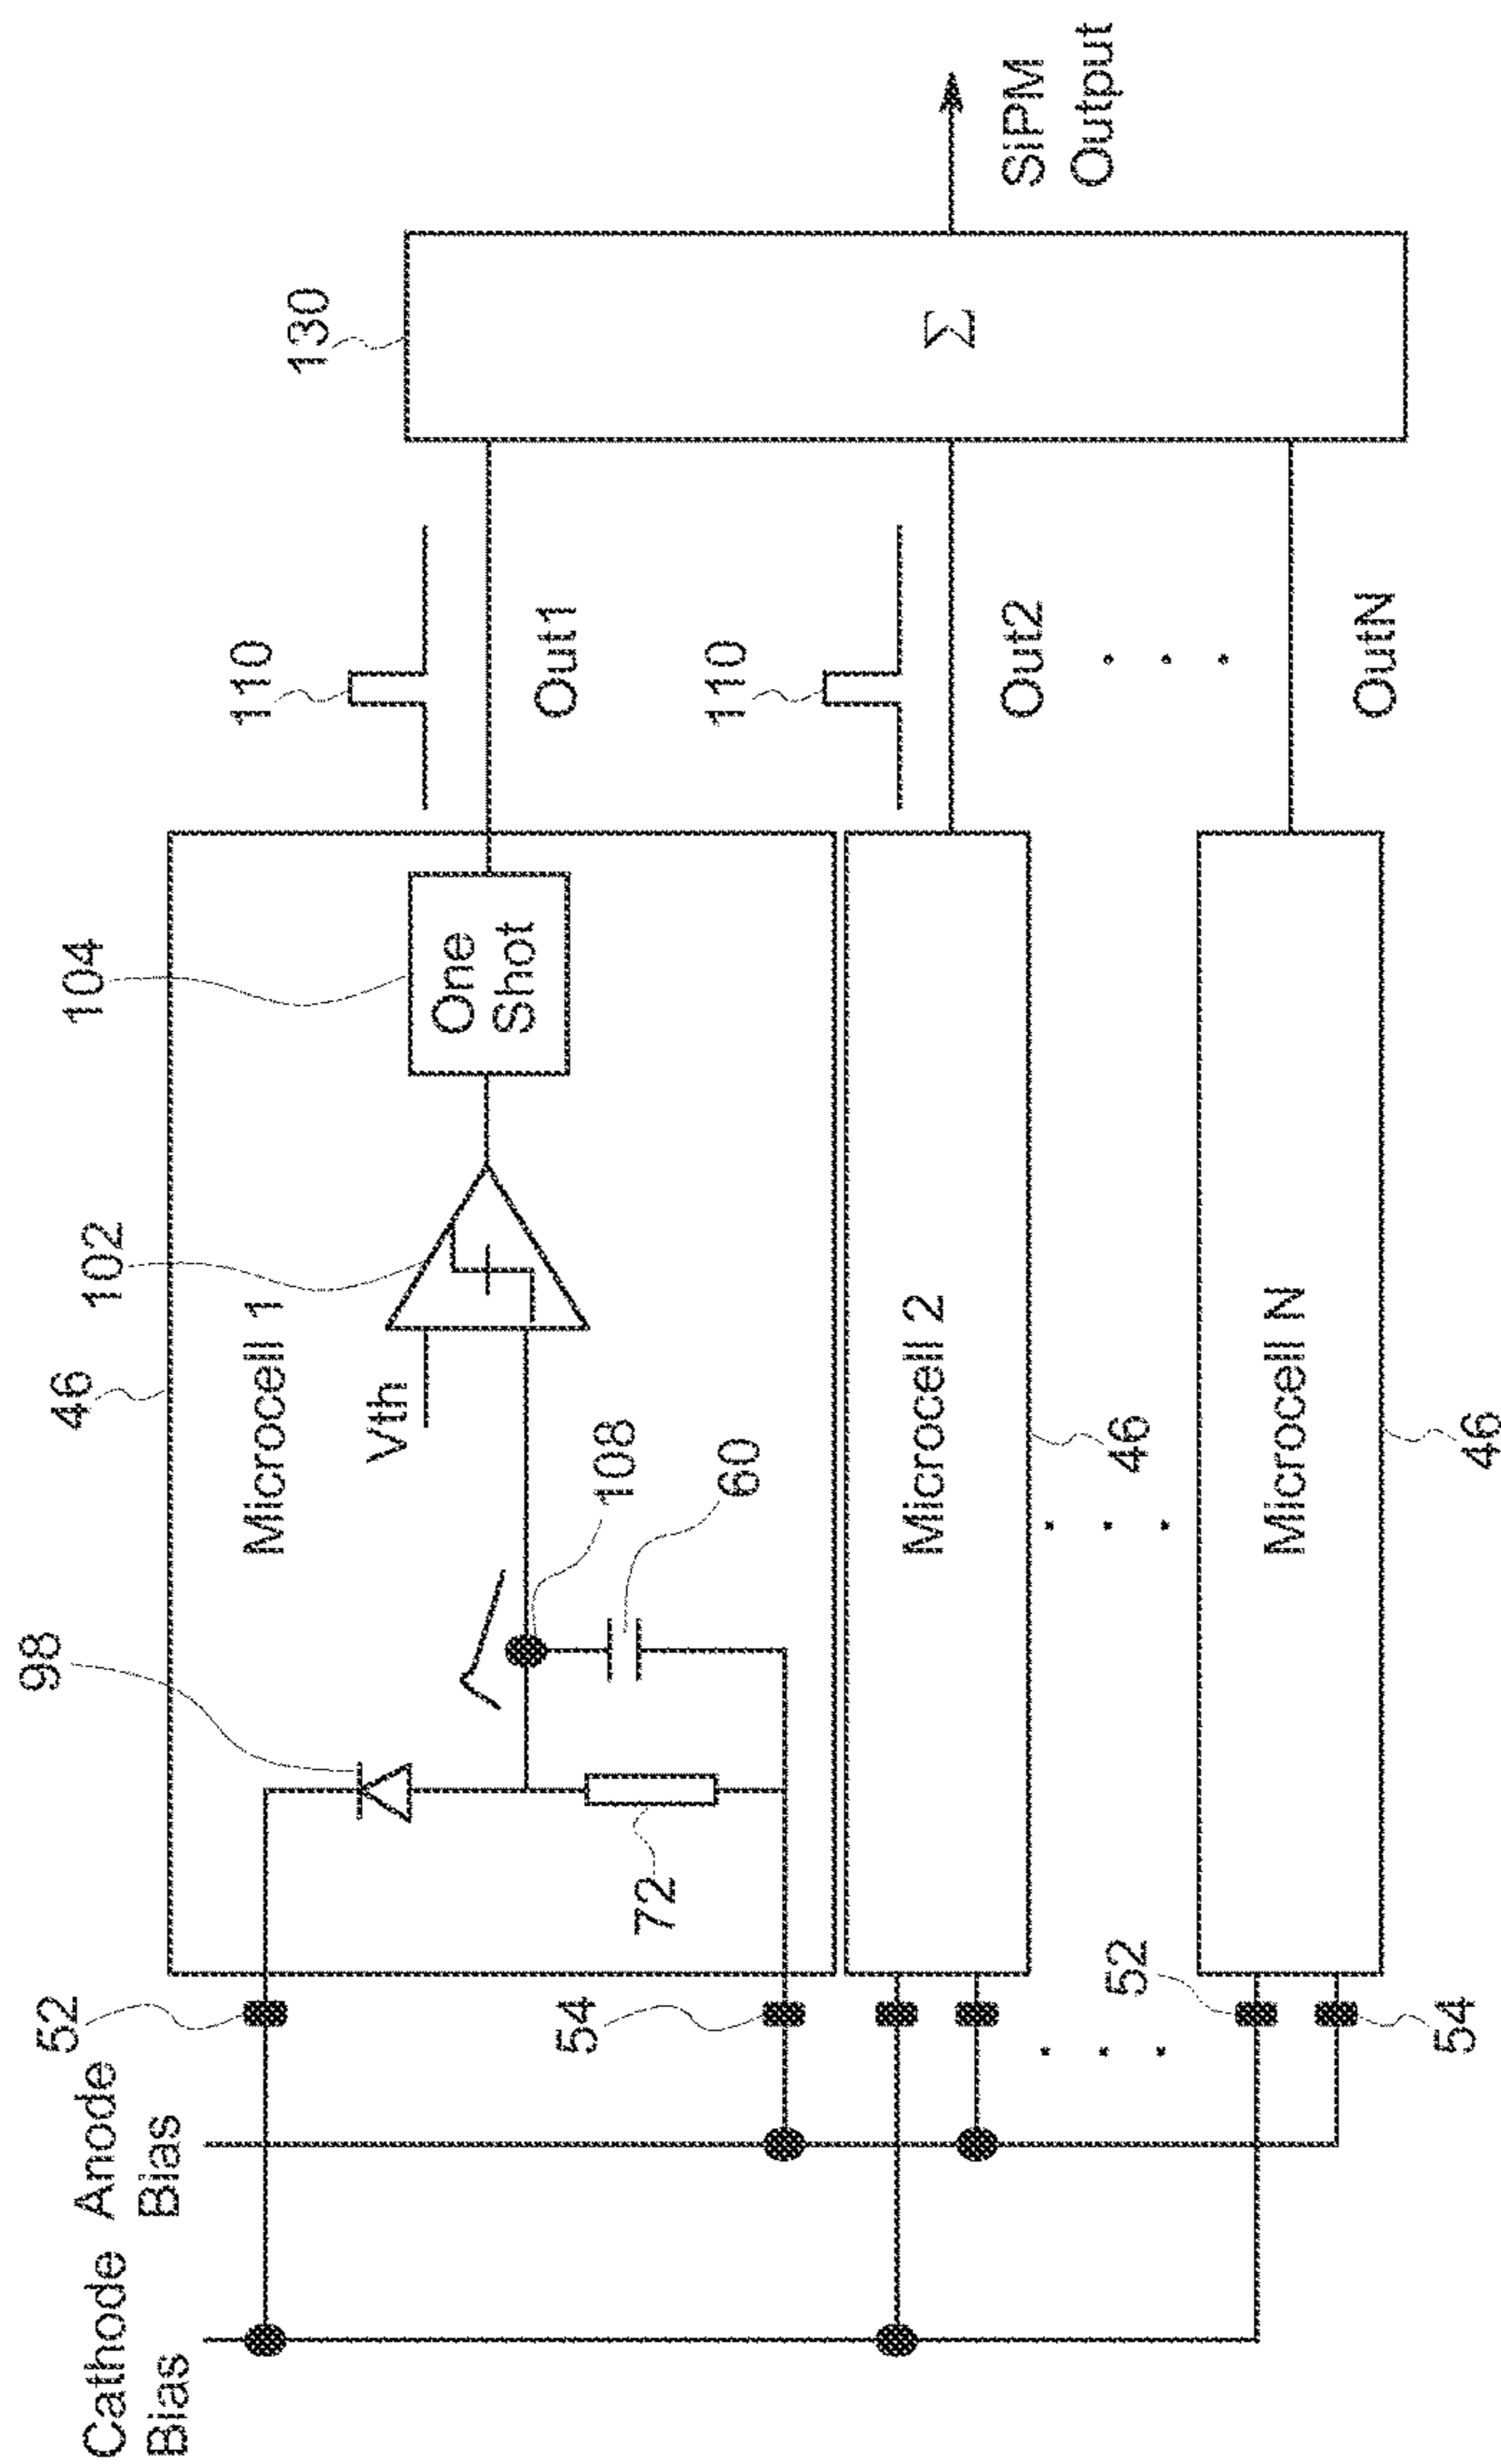 Cathode
Bias
Anode
Bias
52
54
52
54
98
72
108
60
46
Microcell 1
Vth
102
104
One
Shot
110
Out1
110
Out2
OutN
130
Σ
SiPM
Output
Microcell 2
46
Microcell N
46